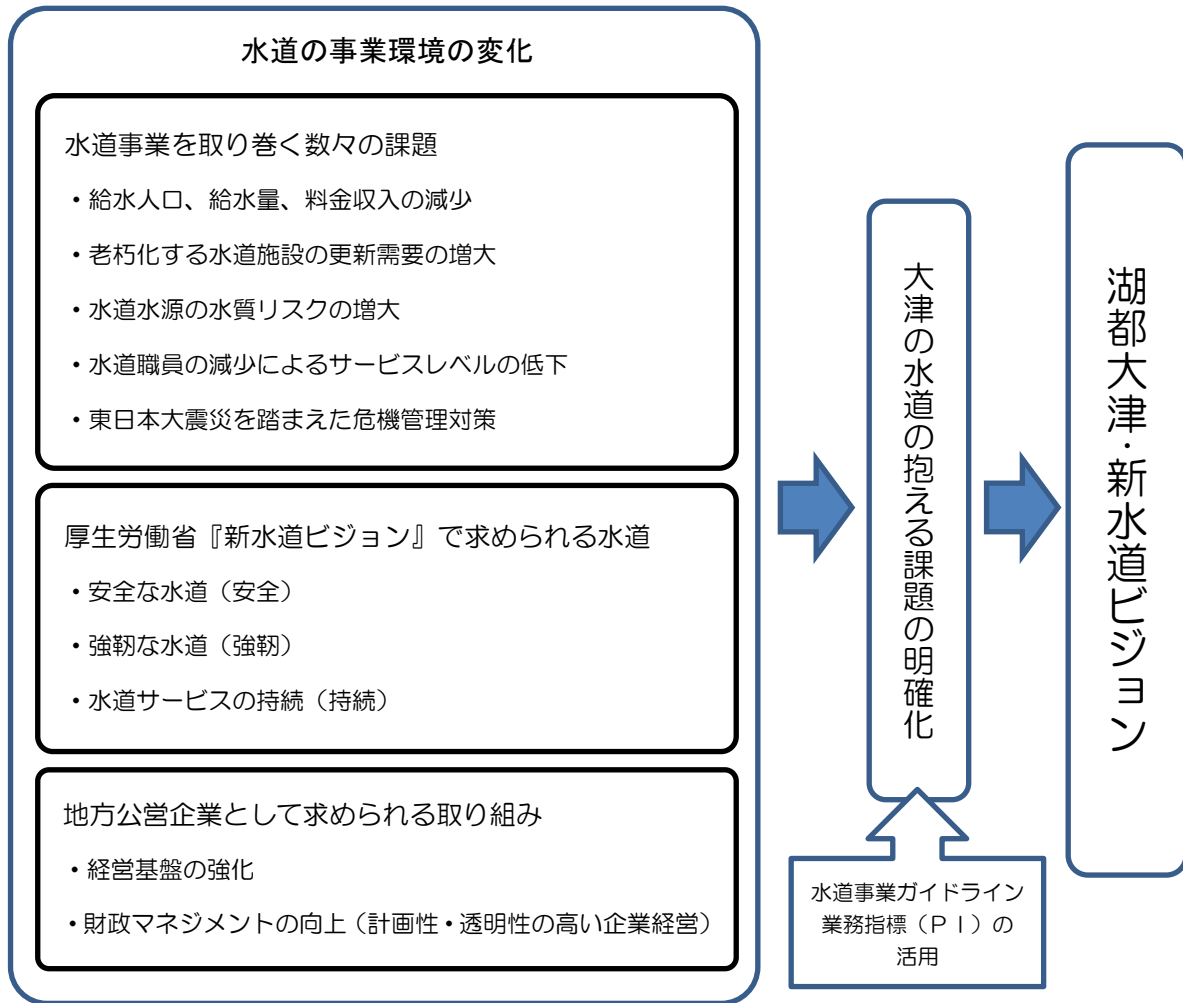 水道の事業環境の変化
水道事業を取り巻く数々の課題
・給水人口、給水量、料金収入の減少
・老朽化する水道施設の更新需要の増大
・水道水源の水質リスクの増大
・水道職員の減少によるサービスレベルの低下
・東日本大震災を踏まえた危機管理対策
厚生労働省『新水道ビジョン』で求められる水道
・安全な水道（安全）
・強靭な水道（強靭）
・水道サービスの持続（持続）
地方公営企業として求められる取り組み
・経営基盤の強化
・財政マネジメントの向上（計画性・透明性の高い企業経営）
大津の水道の抱える課題の明確化
水道事業ガイドライン
業務指標（ＰＩ）の
活用
湖都大津・新水道ビジョン